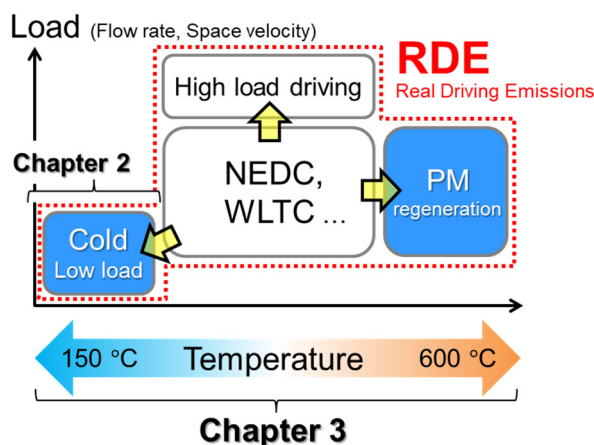 Load (Flow rate, Space velocity)
RDE
Real Driving Emissions
High load driving
Chapter 2
NEDC,
WLTC ...
PM
regeneration
Cold
Low load
150 °C Temperature 600 °C
Chapter 3